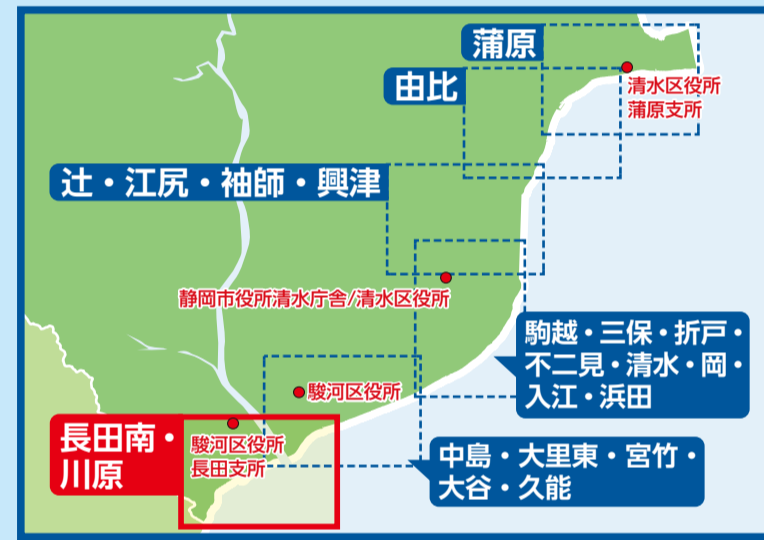 蒲原
清水区役所
蒲原支所
由比
辻・江尻・袖師・興津
静岡市役所清水庁舎/清水区役所
駒越・三保・折戸・
不二見・清水・岡・
入江・浜田
駿河区役所
長田南・
川原
駿河区役所
長田支所
中島・大里東・宮竹・
大谷・久能